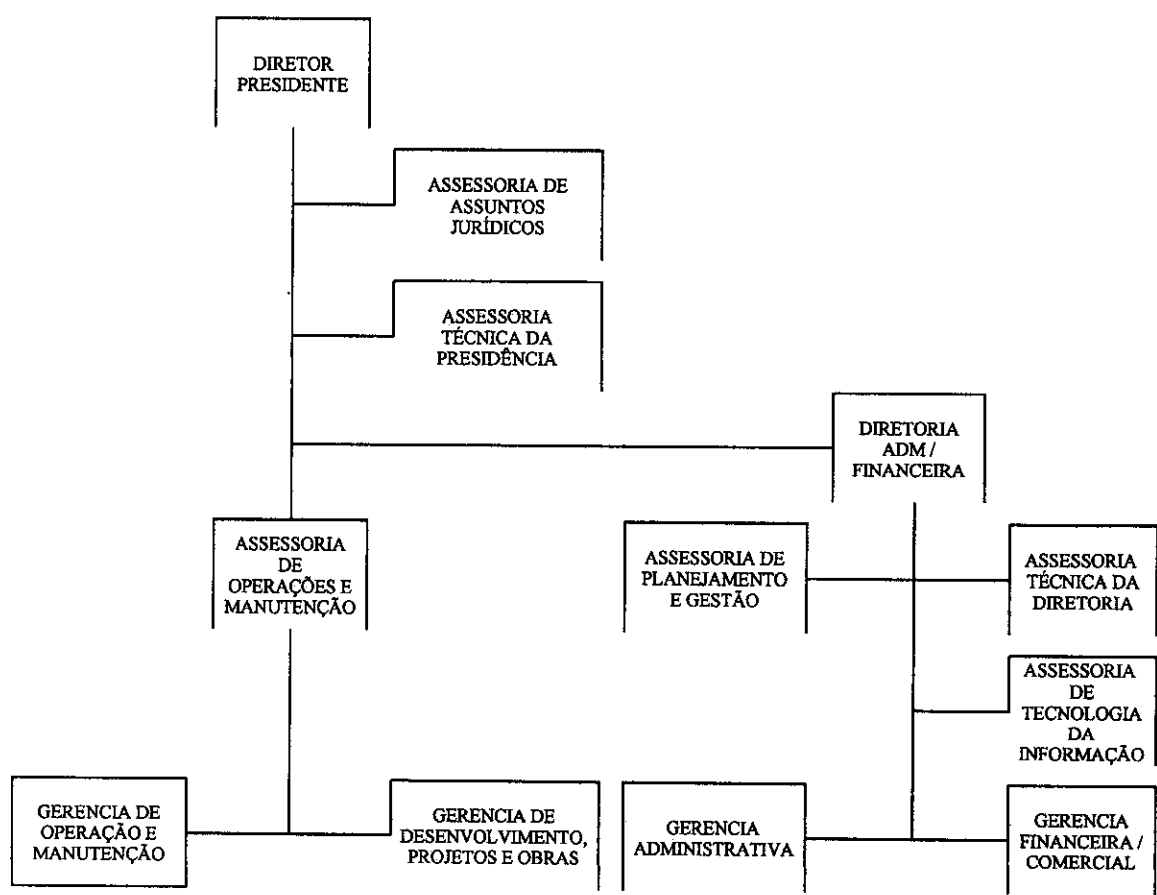 DIRETOR
PRESIDENTE
ASSESSORIA DE
ASSUNTOS
JURÍDICOS
ASSESSORIA
TÉCNICA DA
PRESIDÊNCIA
DIRETORIA
ADM /
FINANCEIRA
ASSESSORIA
DE
OPERAÇÕES E
MANUTENÇÃO
ASSESSORIA DE
PLANEJAMENTO
E GESTÃO
ASSESSORIA
TÉCNICA DA
DIRETORIA
ASSESSORIA
DE
TECNOLOGIA
DA
INFORMAÇÃO
GERENCIA DE
OPERAÇÃO E
MANUTENÇÃO
GERENCIA DE
DESENVOLVIMENTO,
PROJETOS E OBRAS
GERENCIA
ADMINISTRATIVA
GERENCIA
FINANCEIRA /
COMERCIAL